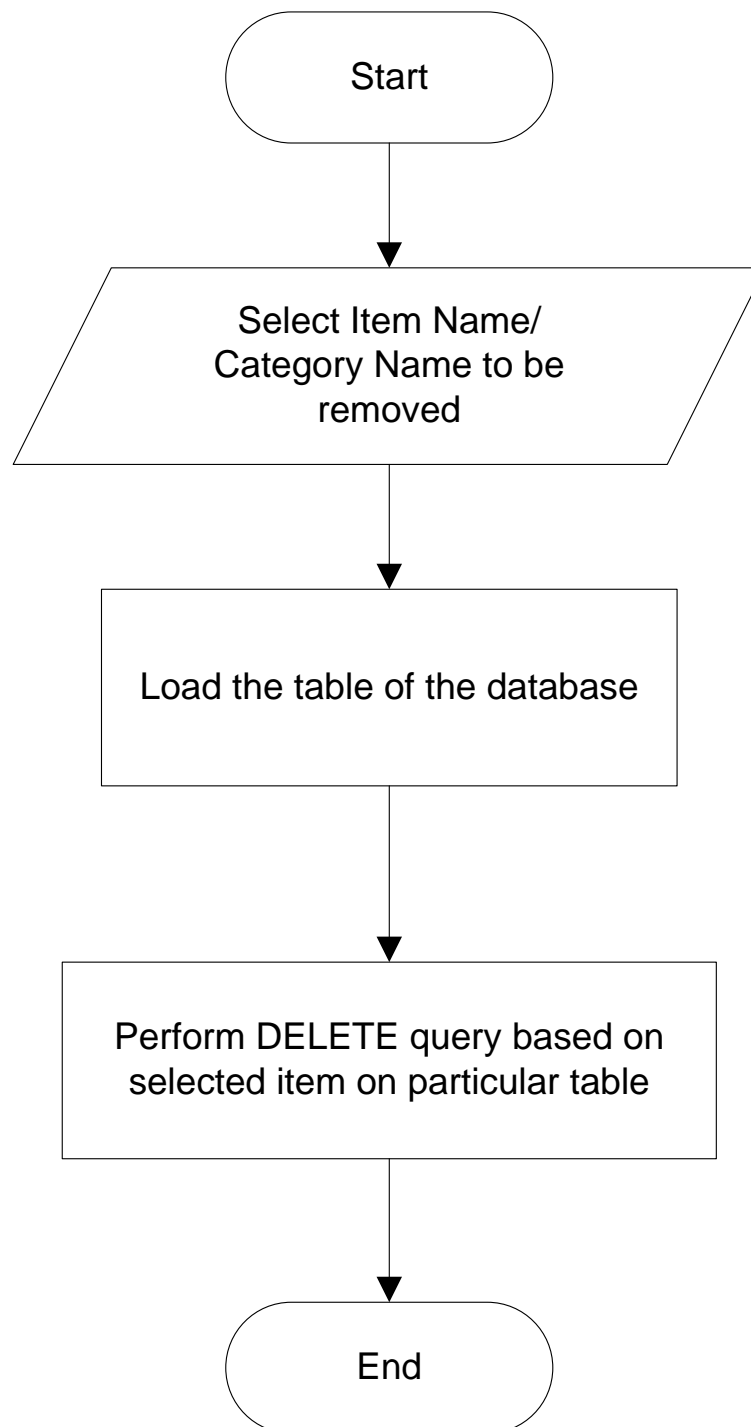 Start
Select Item Name/
Category Name to be
removed
Load the table of the database
Perform DELETE query based on
selected item on particular table
End